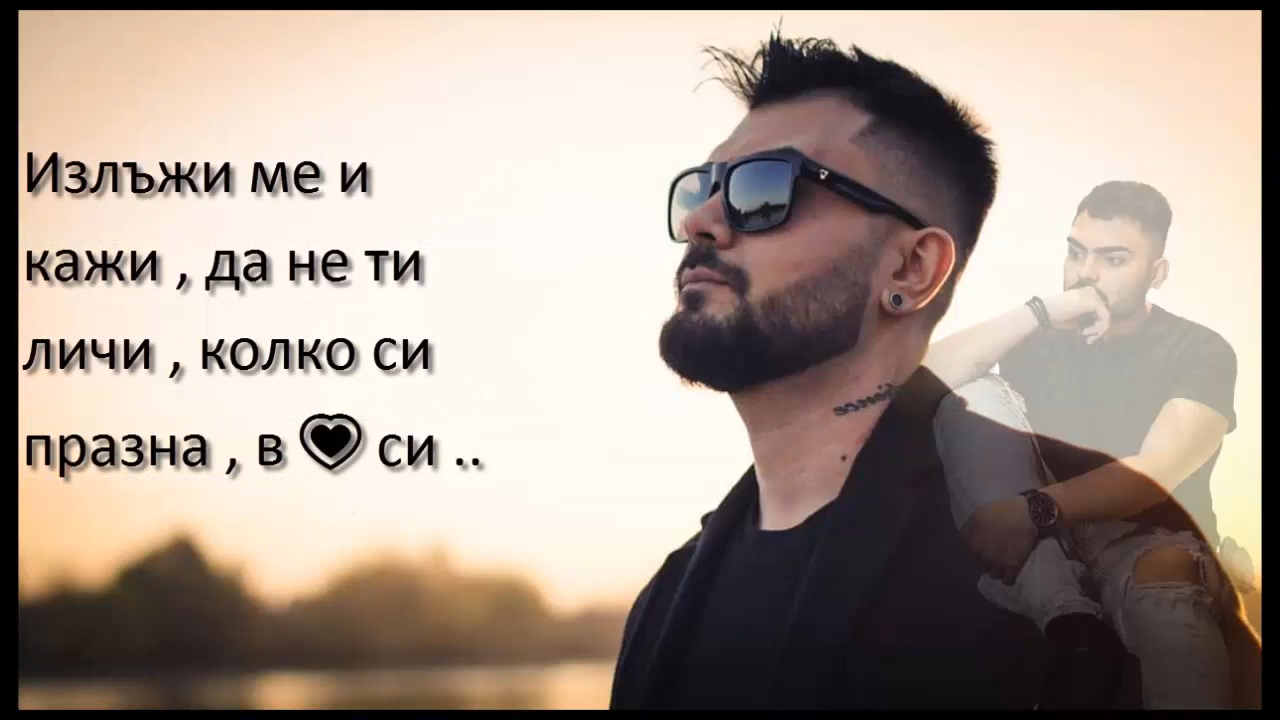 Излъжи ме и
кажи , да не ти
личи , колко си
празна , в 🖤 си ..